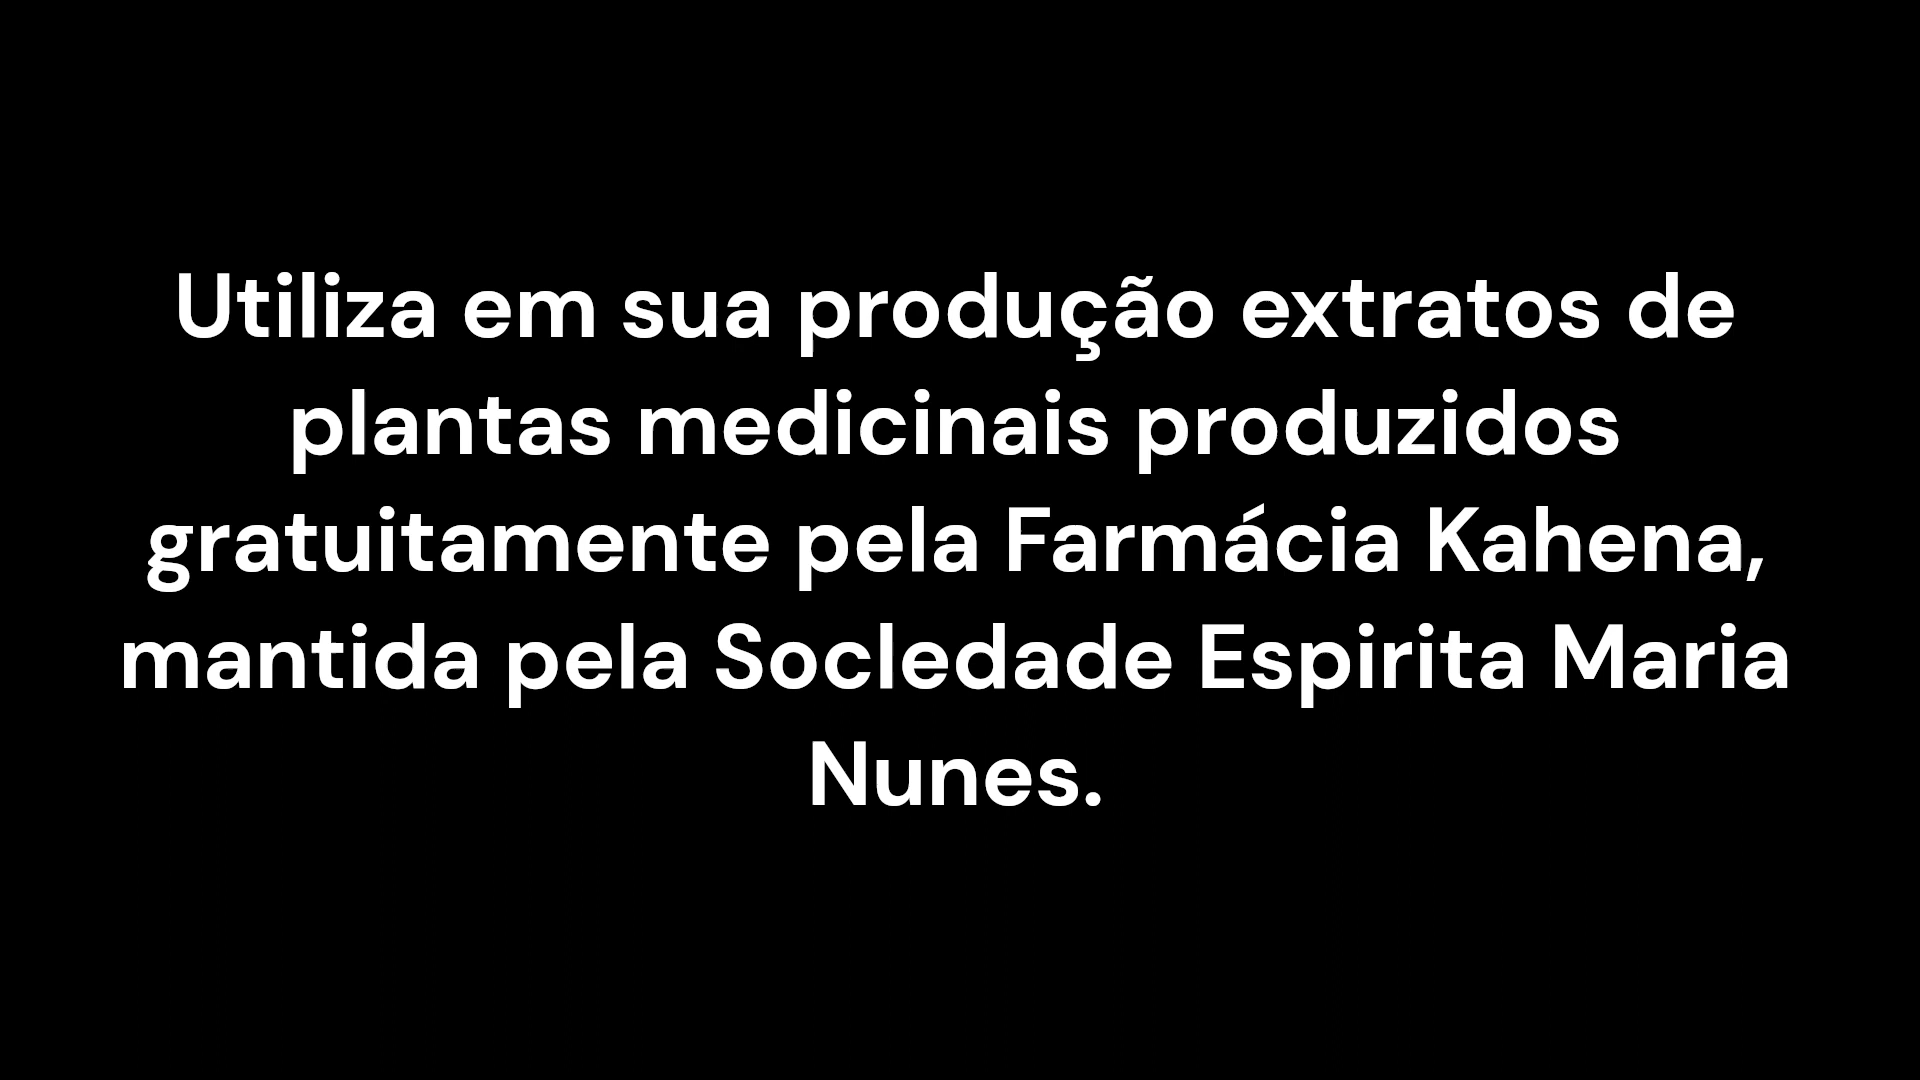 Utiliza em sua produção extratos de
plantas medicinais produzidos
gratuitamente pela Farmácia Kahena,
mantida pela Socledade Espirita Maria
Nunes.